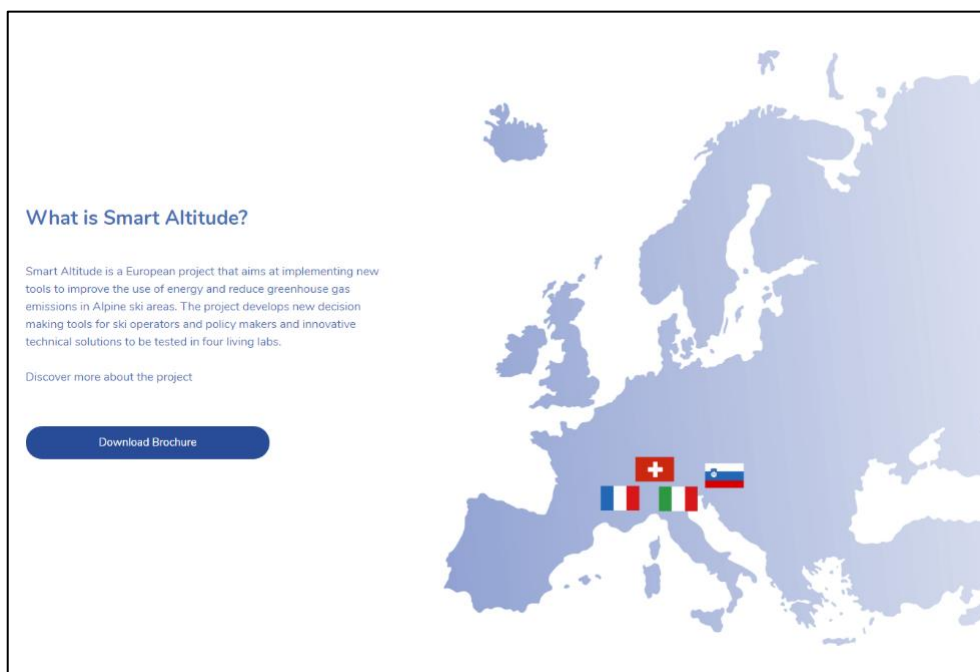 What is Smart Altitude?
Smart Altitude is a European project that aims at implementing new
tools to improve the use of energy and reduce greenhouse gas
emissions in Alpine ski areas. The project develops new decision
making tools for ski operators and policy makers and innovative
technical solutions to be tested in four living labs.
Discover more about the project
Download Brochure